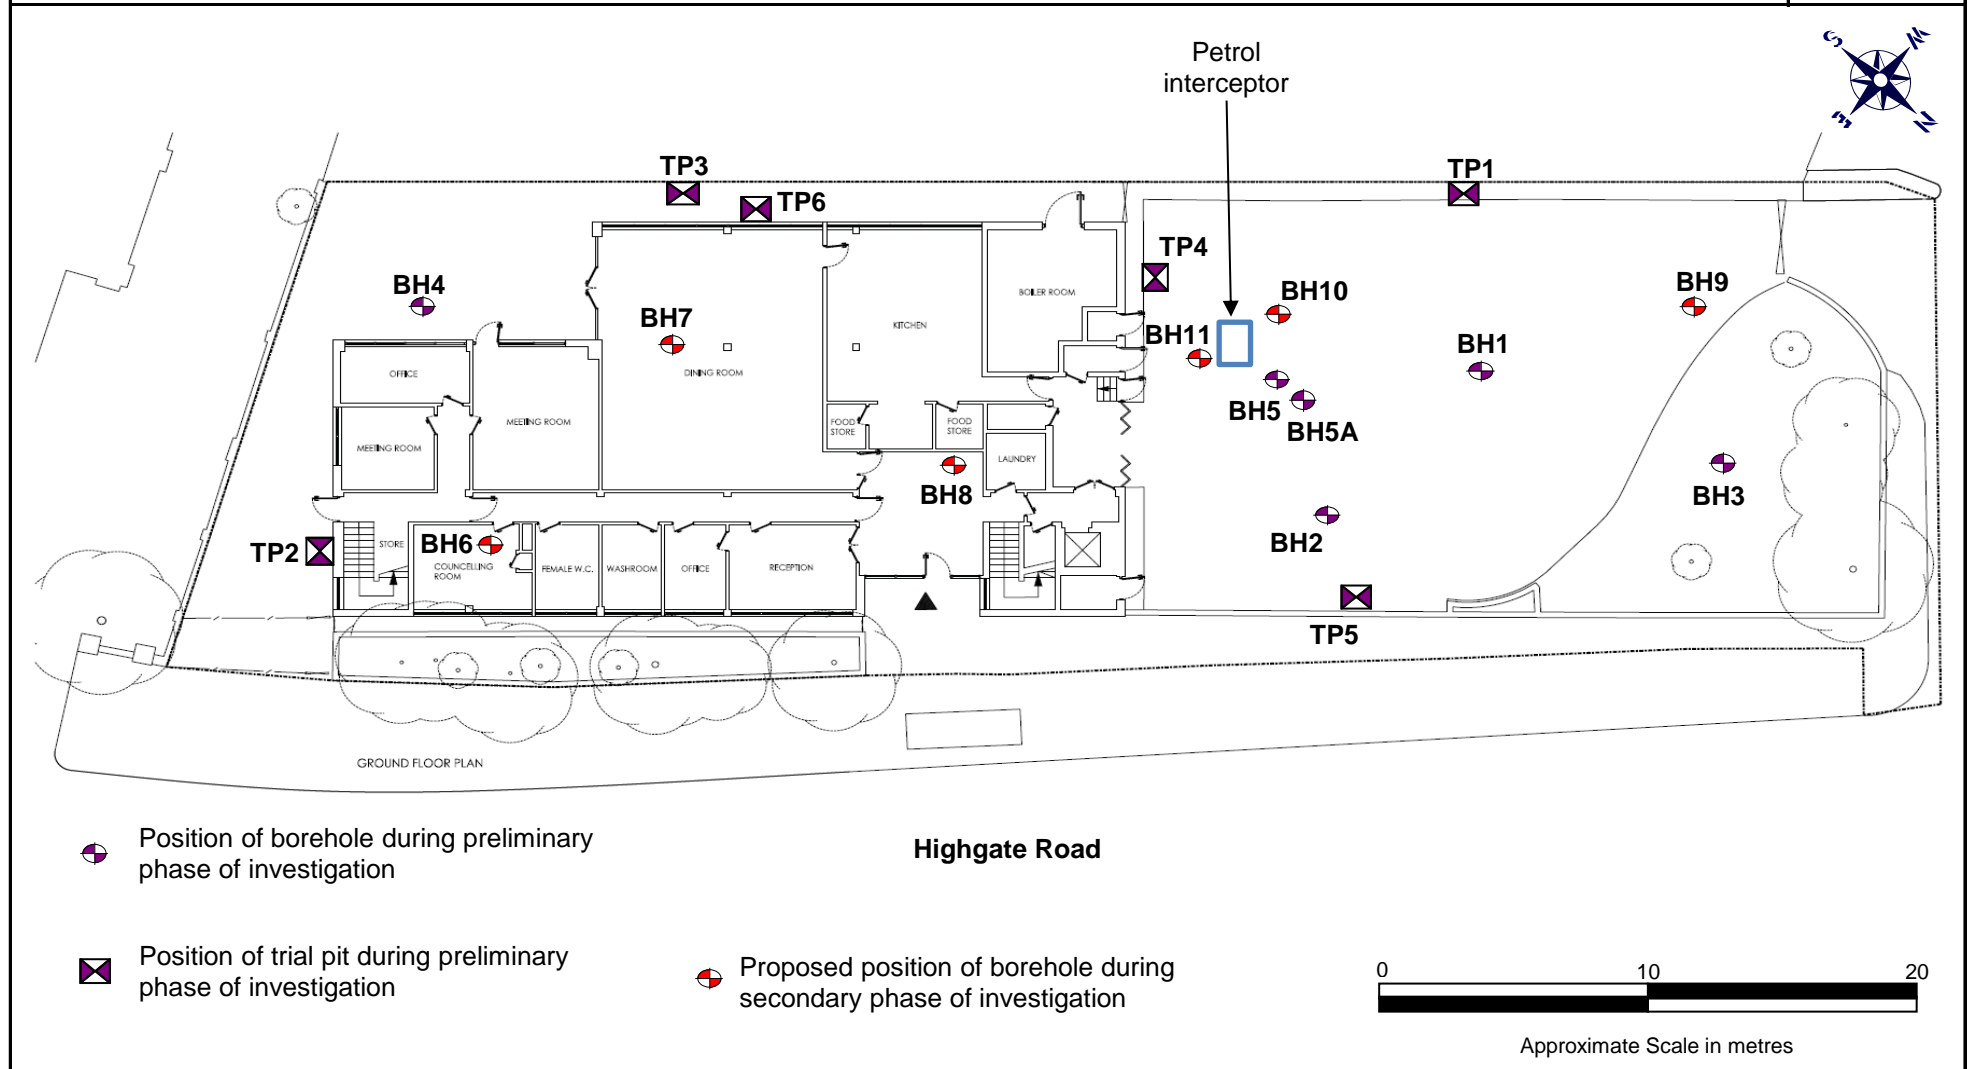 Petrol
interceptor
S
W
E
N
TP3
TP6
TP1
TP4
BH4
BH10
BH9
BH7
BH11
BH1
BOILER ROOM
KITCHEN
DINING ROOM
OFFICE
MEETING ROOM
MEETING ROOM
FOOD
STORE
FOOD
STORE
BH5
BH5A
LAUNDRY
BH8
BH3
BH2
TP2
STORE
BH6
COUNCELLING
ROOM
FEMALE W.C.
WASHROOM
OFFICE
RECEPTION
TP5
GROUND FLOOR PLAN
Position of borehole during preliminary
phase of investigation
Highgate Road
Position of trial pit during preliminary
phase of investigation
Proposed position of borehole during
secondary phase of investigation
0 10 20
Approximate Scale in metres